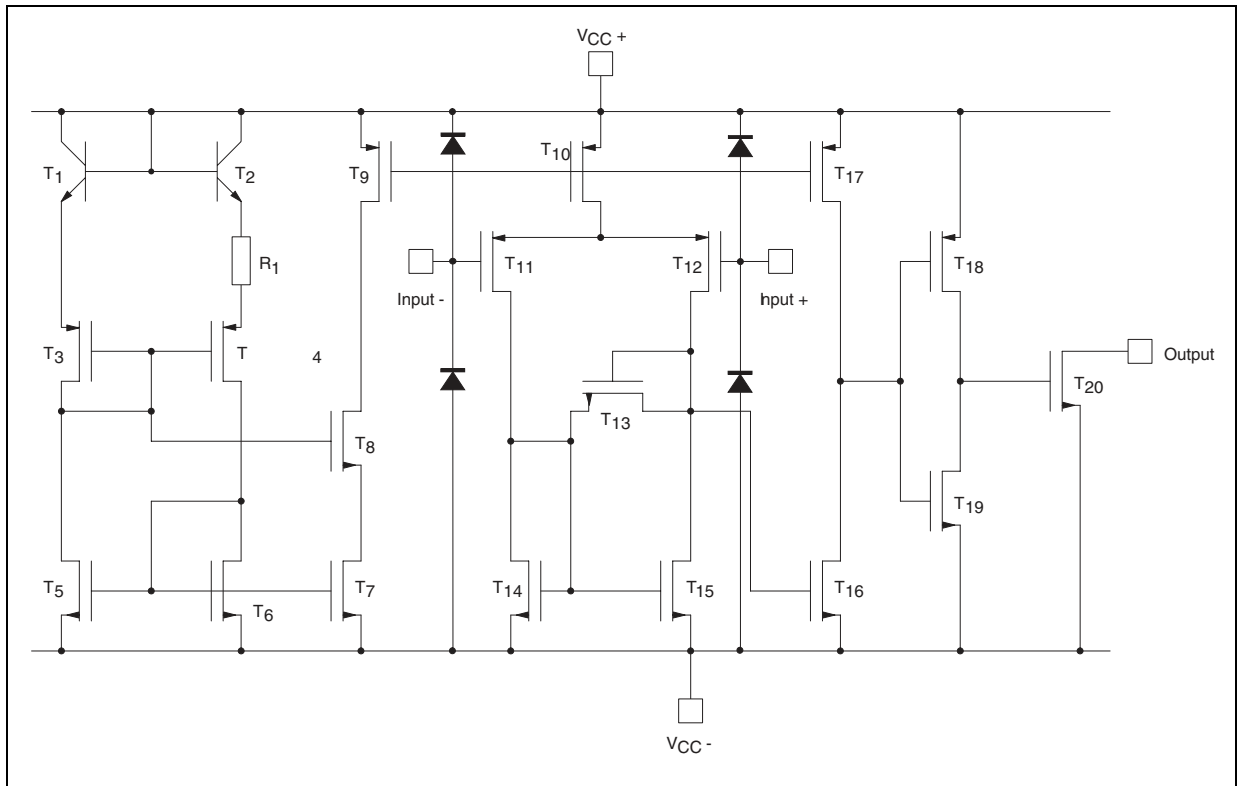 VCC +
T1
T2
T9
T10
T17
R1
T11
T12
T18
Input -
Input +
T3
T 4
Output
T20
T13
T8
T19
T5
T6
T7
T14
T15
T16
VCC -